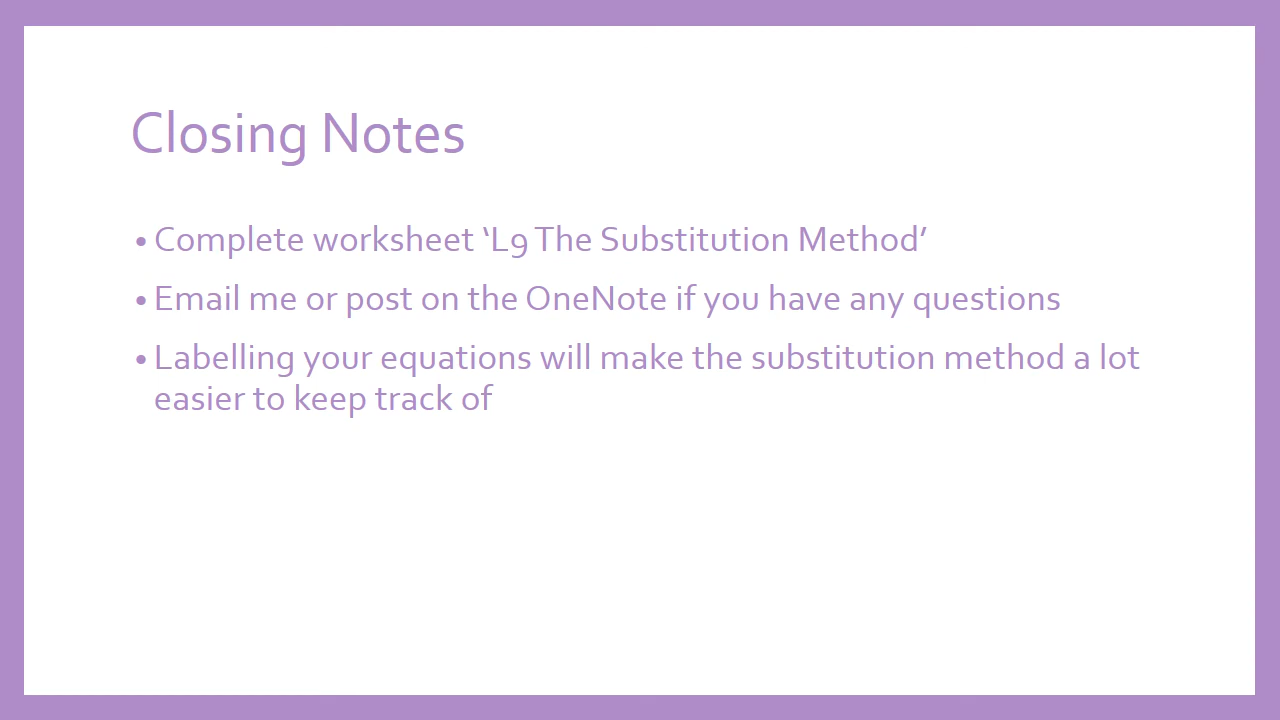 Closing Notes
• Complete worksheet ‘L9 The Substitution Method’
• Email me or post on the OneNote if you have any questions
• Labelling your equations will make the substitution method a lot
easier to keep track of